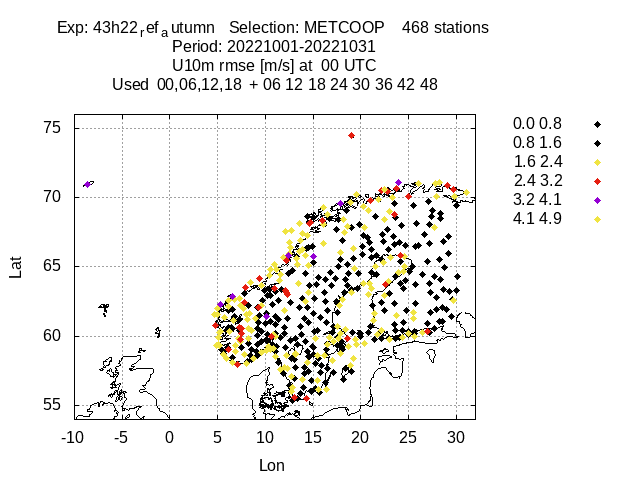 Exp: 43h22refautumn Selection: METCOOP 468 stations
Period: 20221001-20221031
U10m rmse [m/s] at 00 UTC
Used 00,06,12,18 + 06 12 18 24 30 36 42 48
75
70
65
60
55
Lat
-10 -5 0 5 10 15 20 25 30
Lon
0.0 0.8
0.8 1.6
1.6 2.4
2.4 3.2
3.2 4.1
4.1 4.9